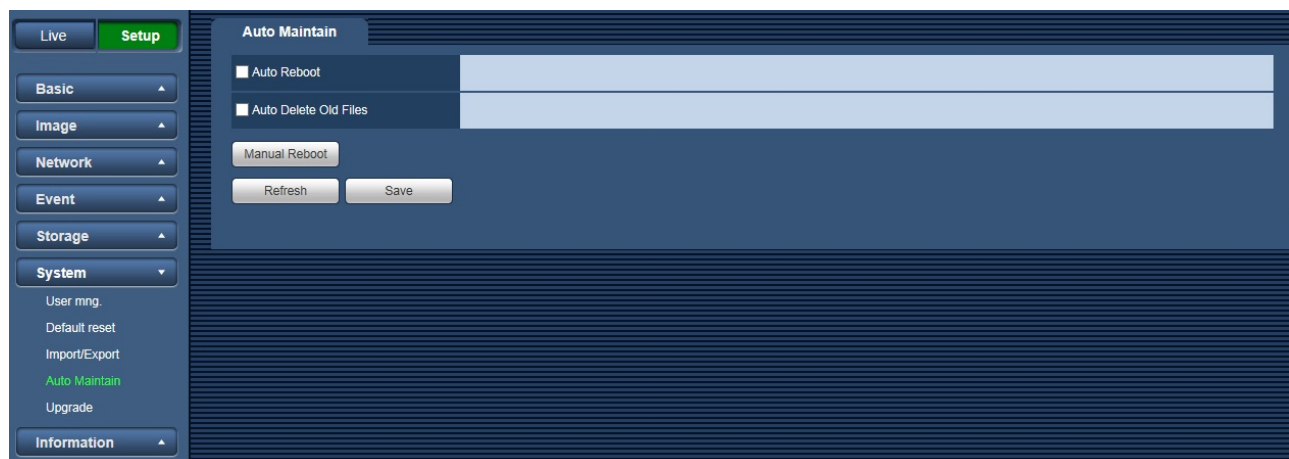 Live
Setup
Basic
Image
Network
Event
Storage
System
User mng.
Default reset
Import/Export
Auto Maintain
Upgrade
Information
Auto Maintain
Auto Reboot
Auto Delete Old Files
Manual Reboot
Refresh
Save